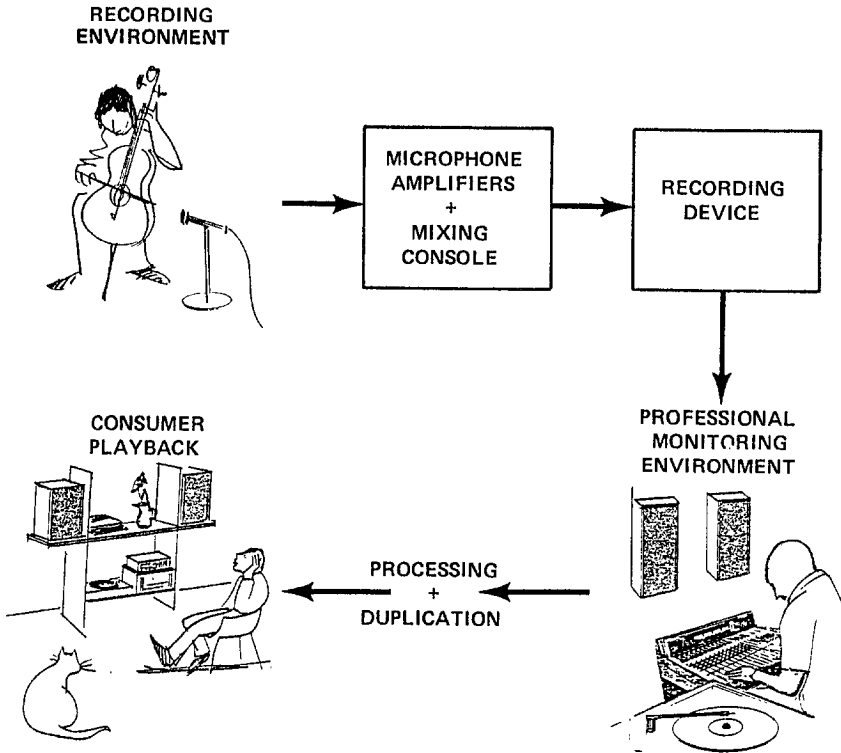 RECORDING
ENVIRONMENT
MICROPHONE
AMPLIFIERS
+
MIXING
CONSOLE
RECORDING
DEVICE
PROFESSIONAL
MONITORING
ENVIRONMENT
PROCESSING
+
DUPLICATION
CONSUMER
PLAYBACK